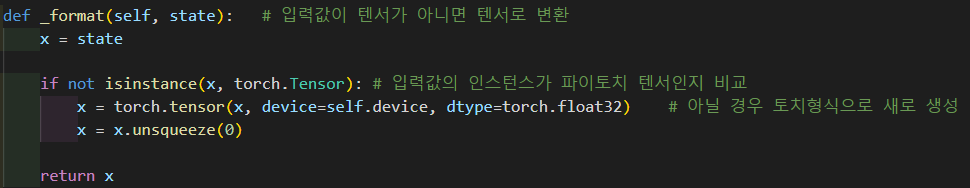 def _format(self, state):   # 입력값이 텐서가 아니면 텐서로 변환
    x = state
    if not isinstance(x, torch.Tensor): # 입력값의 인스턴스가 파이토치 텐서인지 비교
        x = torch.tensor(x, device=self.device, dtype=torch.float32)    # 아닐 경우 토치형식으로 새로 생성
        x = x.unsqueeze(0)
    return x